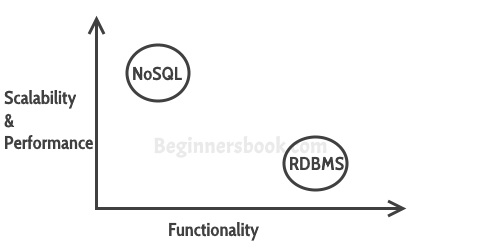 NoSQL
Scalability
&
Performance
Beginnersbook.com
RDBMS
Functionality